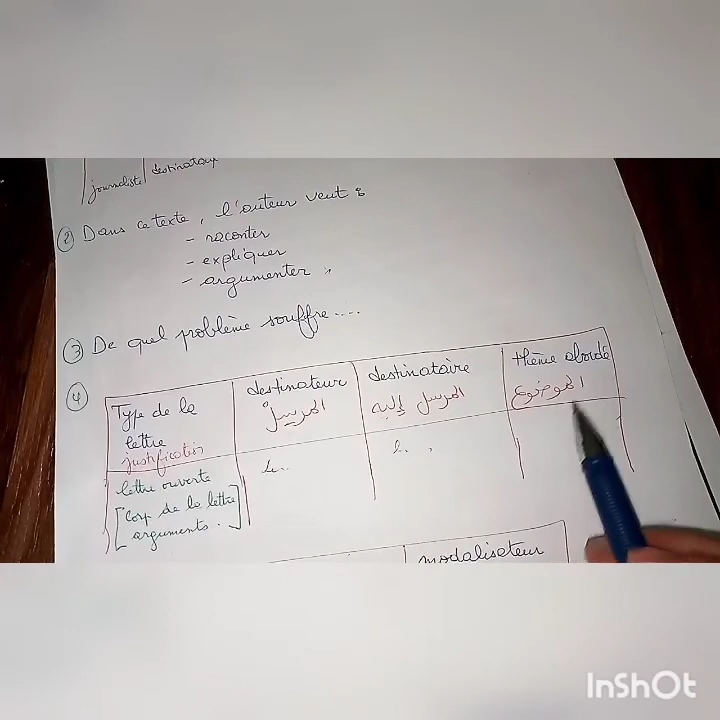 journaliste destinataire
② Dans ce texte, l'auteur veut :
- raconter
- expliquer
- argumenter,
③ De quel problème souffre....
④
Type de la lettre
justification
destinateur
المرسل
destinataire
المرسل إليه
thème abordé
الموضوع
lettre ouverte
[corp de la lettre
arguments.]
L...
L. ,
modalisateur
InShOt